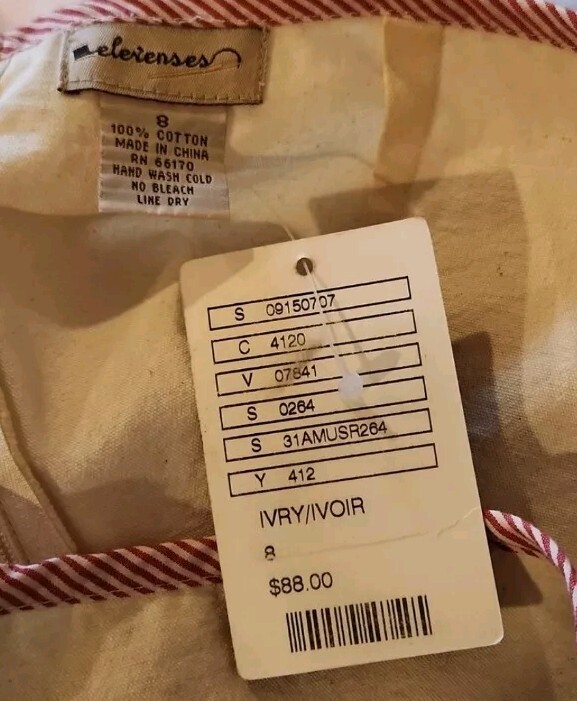 elevenses
8
100% COTTON
MADE IN CHINA
RN 66170
HAND WASH COLD
NO BLEACH
LINE DRY
S 09150707
C 4120
V 07841
S 0264
S 31AMUSR264
Y 412
IVRY/IVOIR
8
$88.00